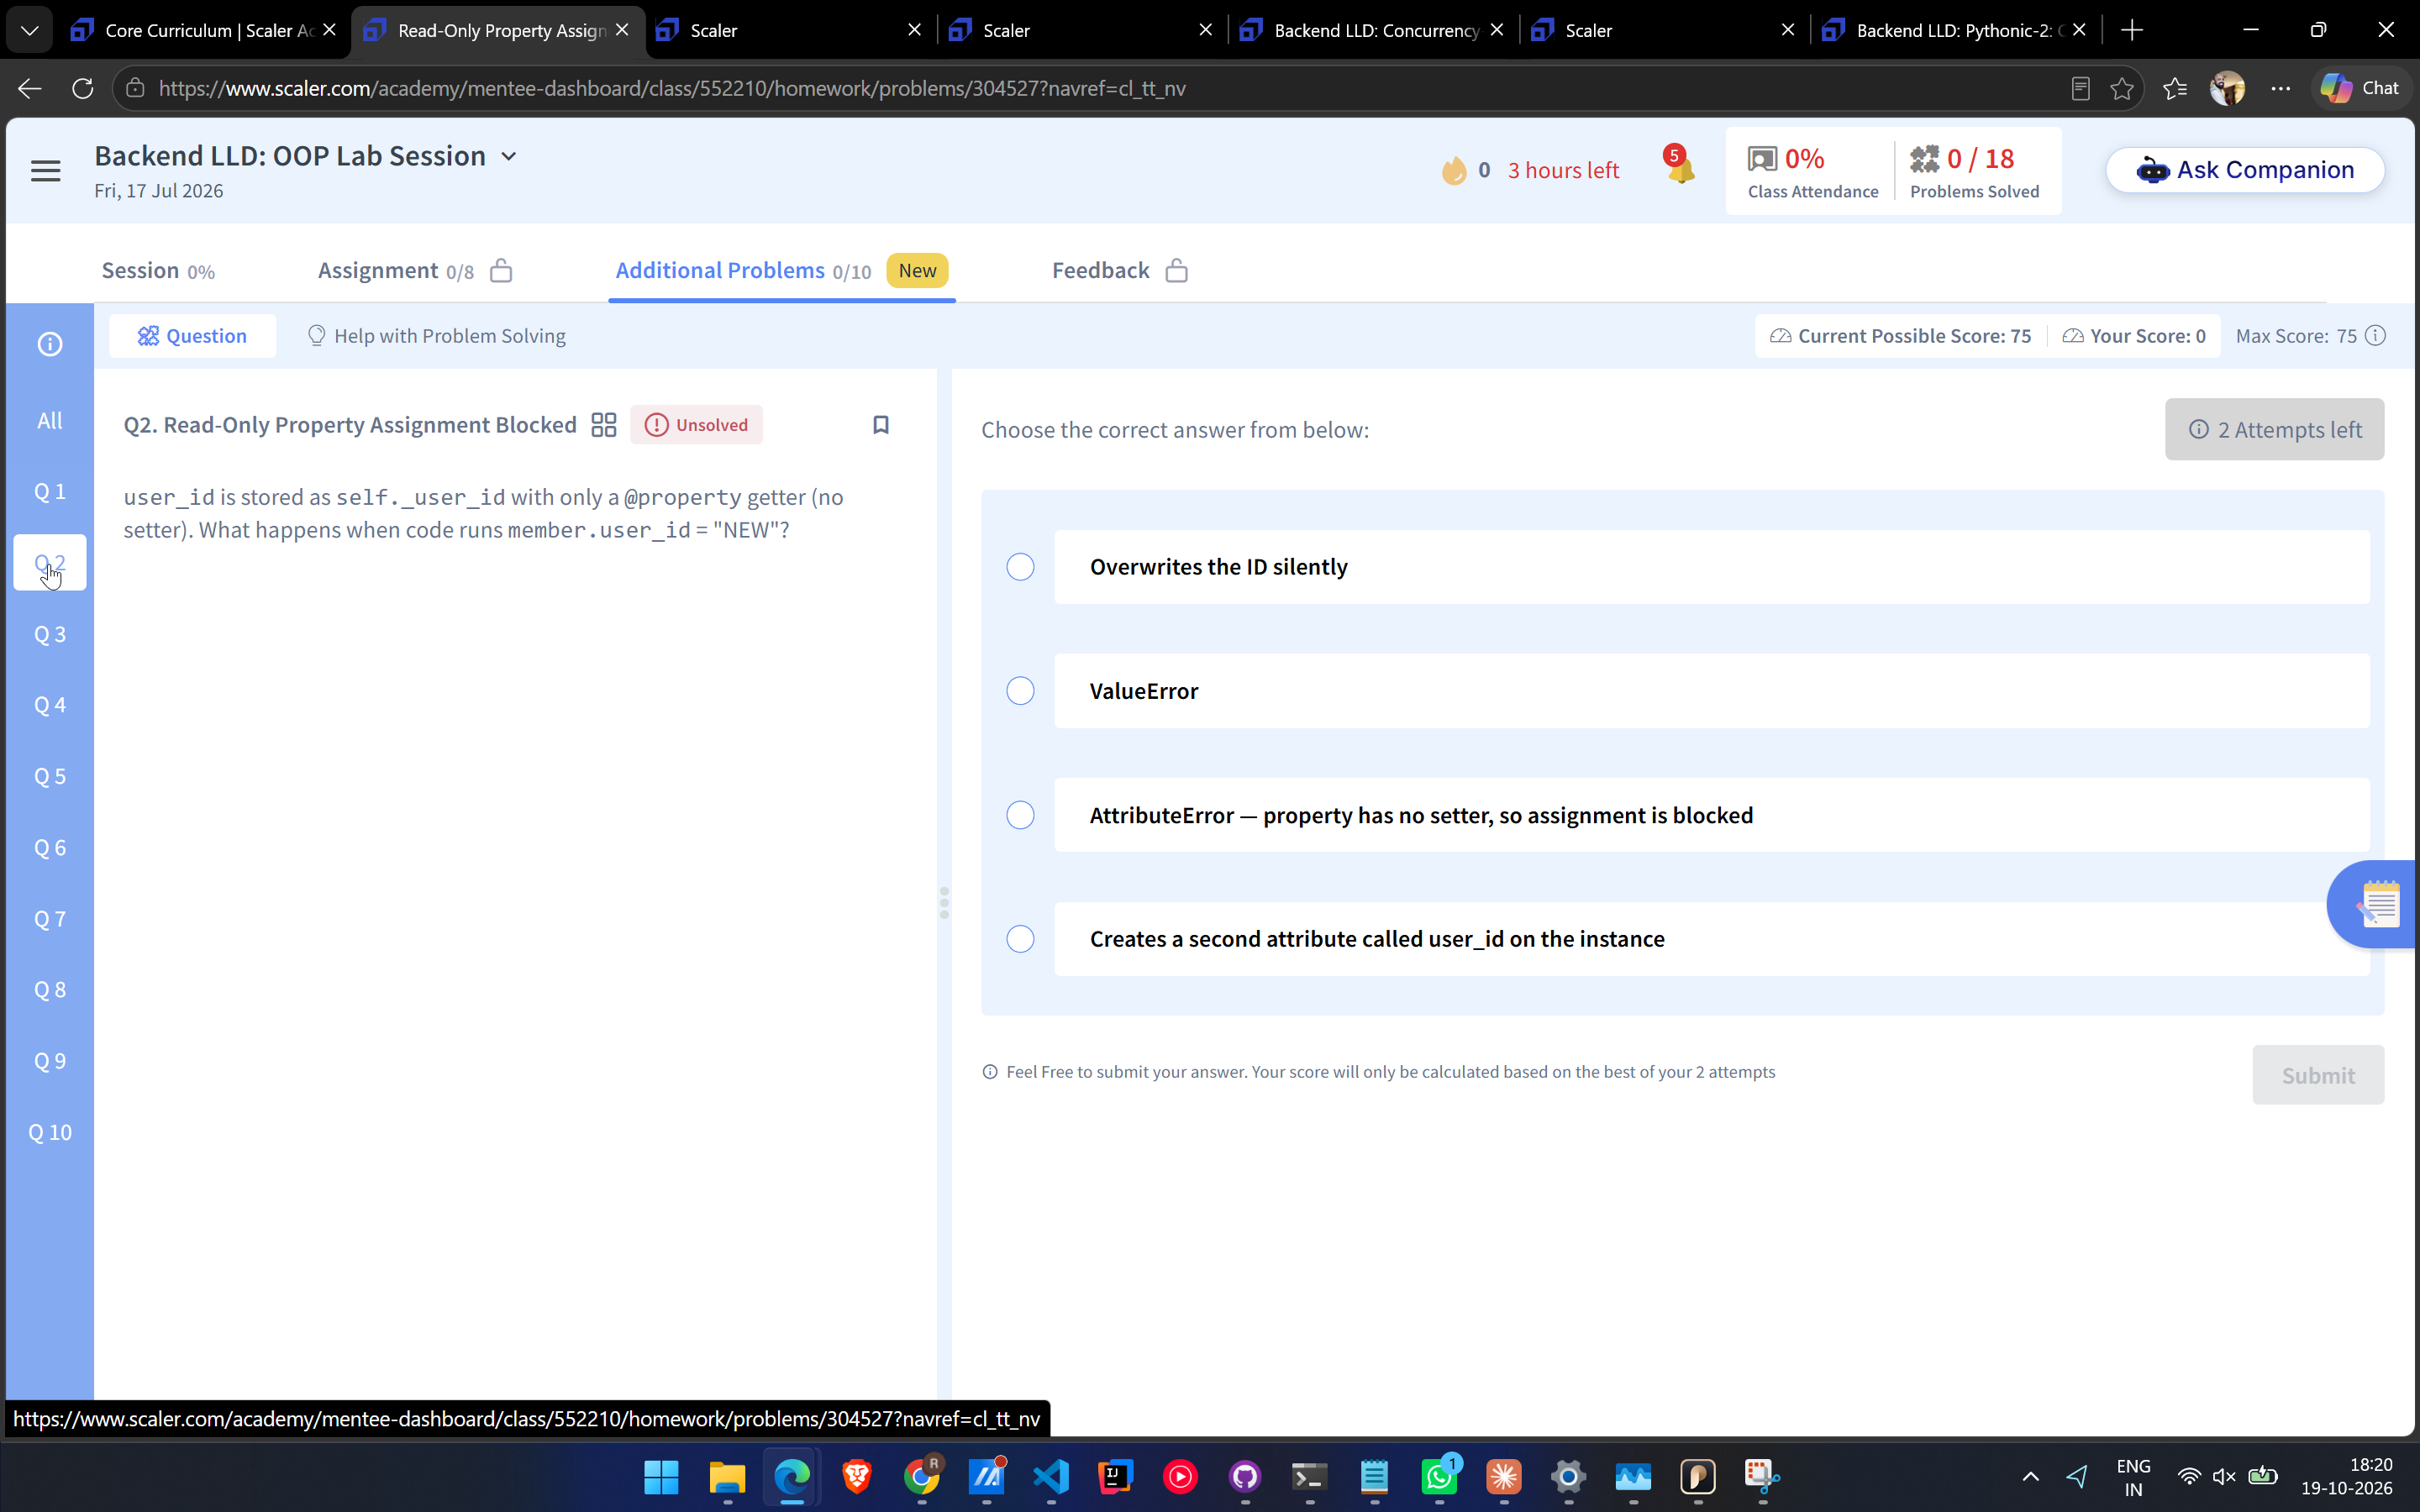 Core Curriculum | Scaler Ac
Read-Only Property Assign
Scaler
Scaler
Backend LLD: Concurrency
Scaler
Backend LLD: Pythonic-2: C
https://www.scaler.com/academy/mentee-dashboard/class/552210/homework/problems/304527?navref=cl_tt_nv
Chat
Backend LLD: OOP Lab Session
Fri, 17 Jul 2026
0 3 hours left
5
0%
Class Attendance
0 / 18
Problems Solved
Ask Companion
Session 0%
Assignment 0/8
Additional Problems 0/10 New
Feedback
Question
Help with Problem Solving
Current Possible Score: 75
Your Score: 0
Max Score: 75
All
Q 1
Q 2
Q 3
Q 4
Q 5
Q 6
Q 7
Q 8
Q 9
Q 10
Q2. Read-Only Property Assignment Blocked
Unsolved
user_id is stored as self._user_id with only a @property getter (no
setter). What happens when code runs member.user_id = "NEW"?
Choose the correct answer from below:
2 Attempts left
Overwrites the ID silently
ValueError
AttributeError — property has no setter, so assignment is blocked
Creates a second attribute called user_id on the instance
Feel Free to submit your answer. Your score will only be calculated based on the best of your 2 attempts
Submit
https://www.scaler.com/academy/mentee-dashboard/class/552210/homework/problems/304527?navref=cl_tt_nv
R
IJ
1
ENG
IN
18:20
19-10-2026